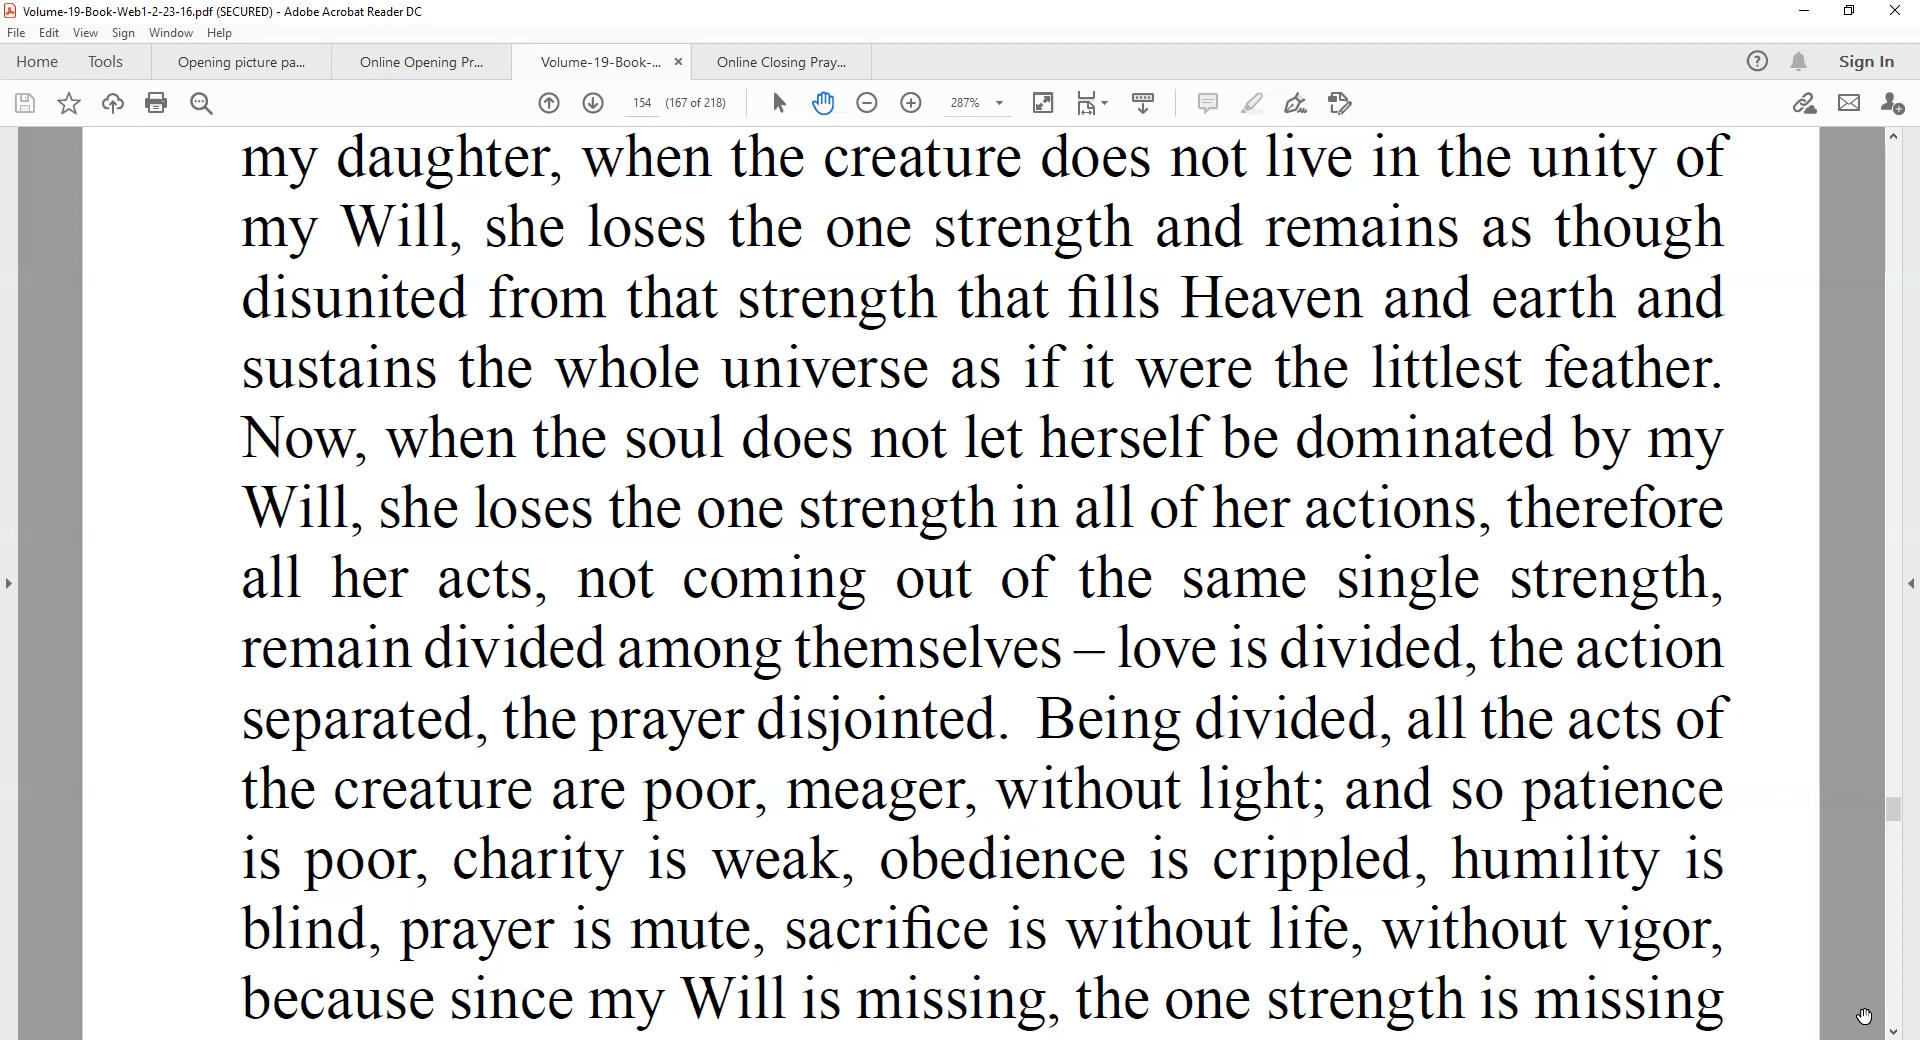 Volume-19-Book-Web1-2-23-16.pdf (SECURED) - Adobe Acrobat Reader DC
File Edit View Sign Window Help
Home Tools Opening picture pa... Online Opening Pr... Volume-19-Book-... × Online Closing Pray... Sign In
154 (167 of 218) 287%
my daughter, when the creature does not live in the unity of
my Will, she loses the one strength and remains as though
disunited from that strength that fills Heaven and earth and
sustains the whole universe as if it were the littlest feather.
Now, when the soul does not let herself be dominated by my
Will, she loses the one strength in all of her actions, therefore
all her acts, not coming out of the same single strength,
remain divided among themselves – love is divided, the action
separated, the prayer disjointed. Being divided, all the acts of
the creature are poor, meager, without light; and so patience
is poor, charity is weak, obedience is crippled, humility is
blind, prayer is mute, sacrifice is without life, without vigor,
because since my Will is missing, the one strength is missing